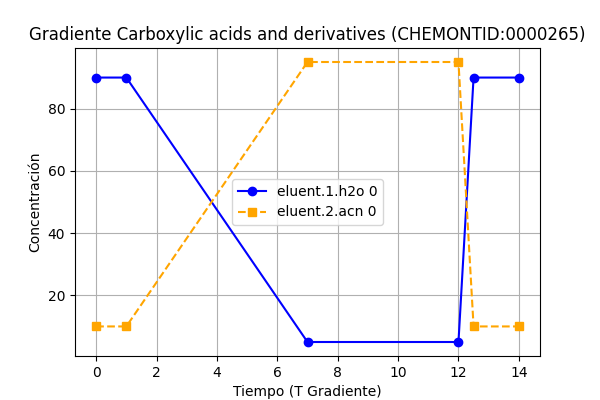 Gradiente Carboxylic acids and derivatives (CHEMONTID:0000265)
Concentración
80
60
40
20
eluent.1.h2o 0
eluent.2.acn 0
0 2 4 6 8 10 12 14
Tiempo (T Gradiente)